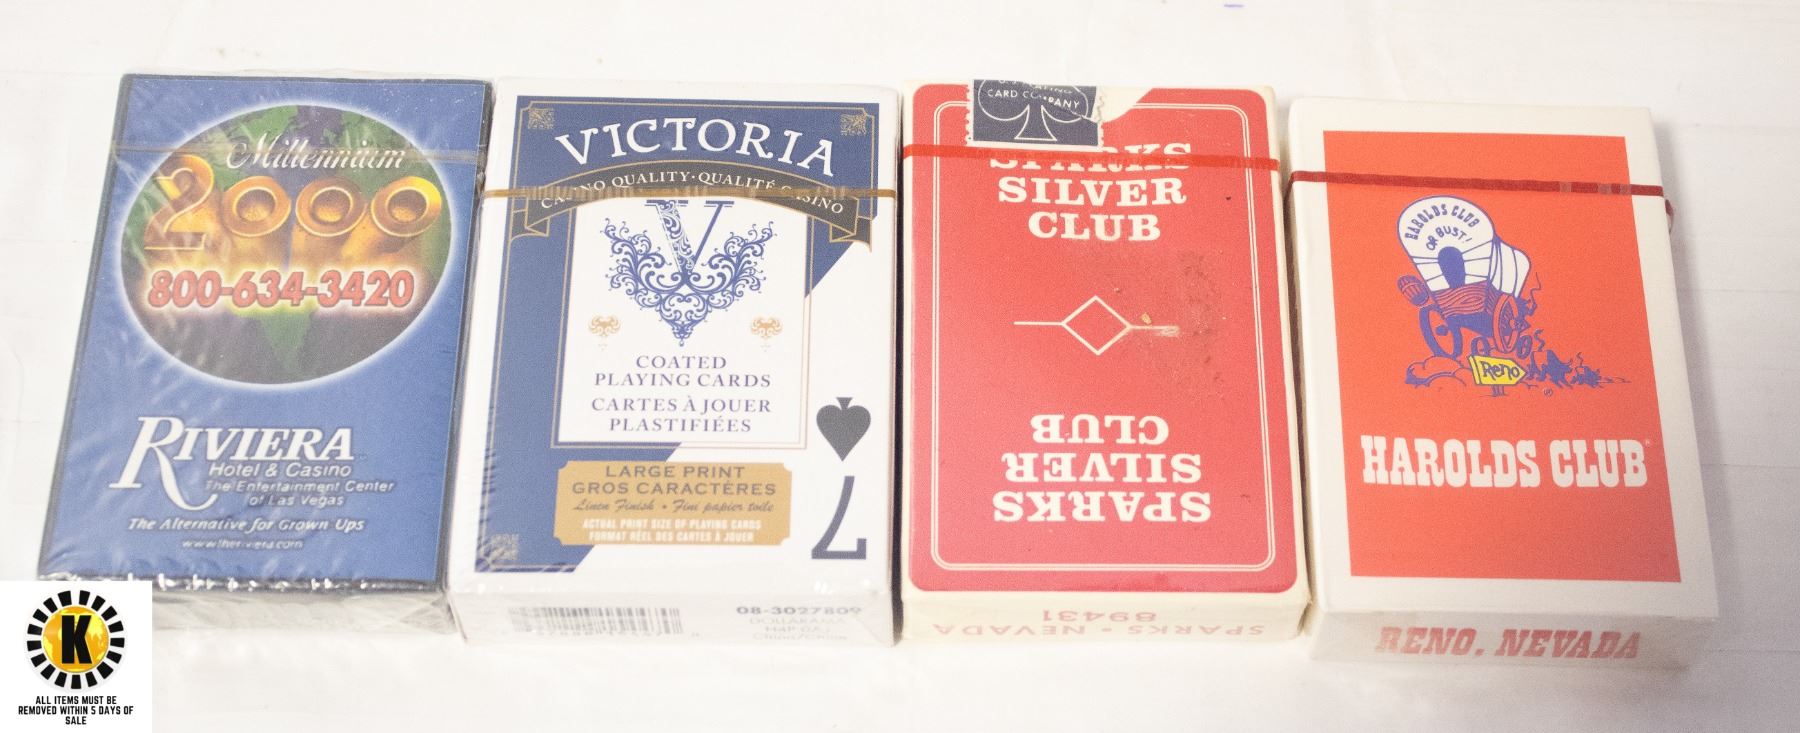 Millennium
2000
800-634-3420
RIVIERA
Hotel & Casino
The Entertainment Center
of Las Vegas
The Alternative for Grown Ups
www.theriviera.com
VICTORIA
CASINO QUALITY • QUALITÉ CASINO
V
COATED
PLAYING CARDS
CARTES À JOUER
PLASTIFIÉES
LARGE PRINT
GROS CARACTÈRES
Linen Finish • Fini papier toile
ACTUAL PRINT SIZE OF PLAYING CARDS
FORMAT RÉEL DES CARTES À JOUER
7
08-3027809
DOLLARAMA
China/Chine
PLAYING
CARD COMPANY
SPARKS
SILVER
CLUB
SPARKS
SILVER
CLUB
SPARKS • NEVADA
89431
HAROLDS CLUB
OR BUST!
Reno
HAROLDS CLUB®
RENO, NEVADA
K
ALL ITEMS MUST BE
REMOVED WITHIN 5 DAYS OF
SALE